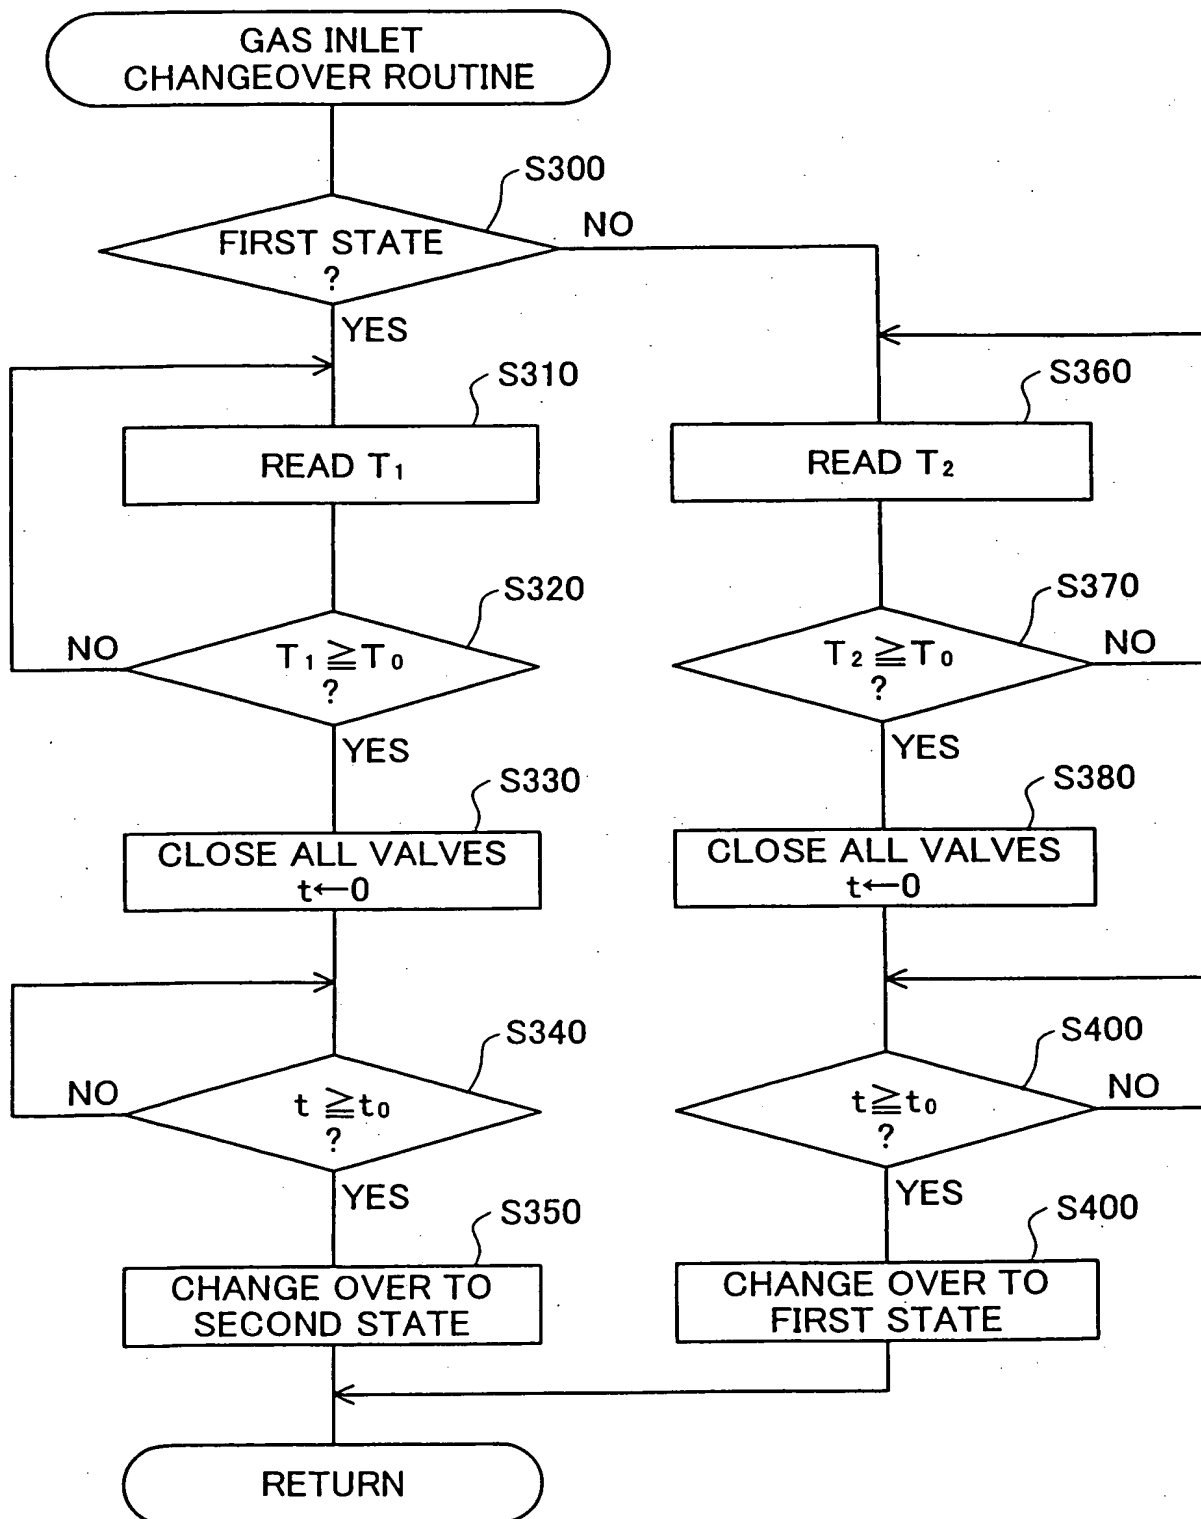 GAS INLET
CHANGEOVER ROUTINE
S300
FIRST STATE
?
NO
YES
S310
READ T₁
S320
T₁ ≧ T₀
?
NO
YES
S330
CLOSE ALL VALVES
t←0
S340
t ≧ t₀
?
NO
YES
S350
CHANGE OVER TO
SECOND STATE
S360
READ T₂
S370
T₂ ≧ T₀
?
NO
YES
S380
CLOSE ALL VALVES
t←0
S400
t≧t₀
?
NO
YES
S400
CHANGE OVER TO
FIRST STATE
RETURN